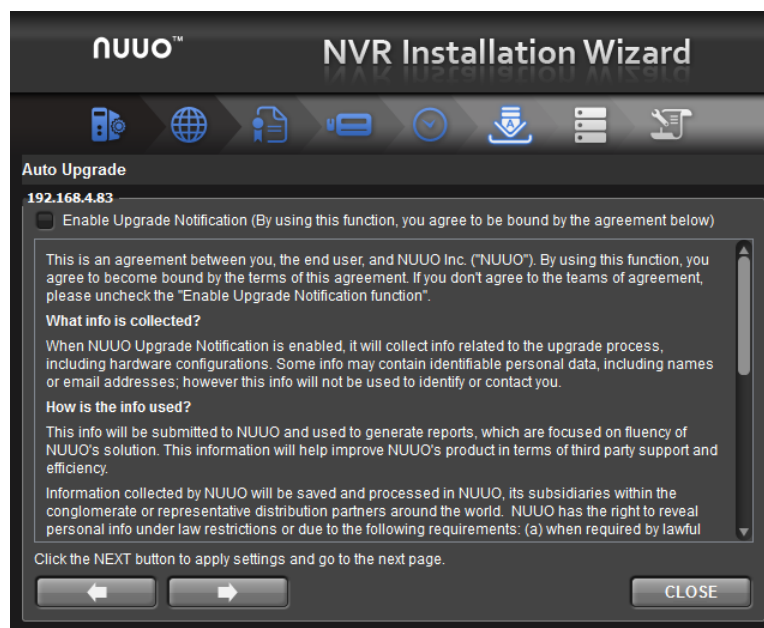 nuuo™
NVR Installation Wizard
A
Auto Upgrade
192.168.4.83
Enable Upgrade Notification (By using this function, you agree to be bound by the agreement below)
This is an agreement between you, the end user, and NUUO Inc. ("NUUO"). By using this function, you
agree to become bound by the terms of this agreement. If you don't agree to the teams of agreement,
please uncheck the "Enable Upgrade Notification function".
What info is collected?
When NUUO Upgrade Notification is enabled, it will collect info related to the upgrade process,
including hardware configurations. Some info may contain identifiable personal data, including names
or email addresses; however this info will not be used to identify or contact you.
How is the info used?
This info will be submitted to NUUO and used to generate reports, which are focused on fluency of
NUUO's solution. This information will help improve NUUO's product in terms of third party support and
efficiency.
Information collected by NUUO will be saved and processed in NUUO, its subsidiaries within the
conglomerate or representative distribution partners around the world.  NUUO has the right to reveal
personal info under law restrictions or due to the following requirements: (a) when required by lawful
Click the NEXT button to apply settings and go to the next page.
CLOSE